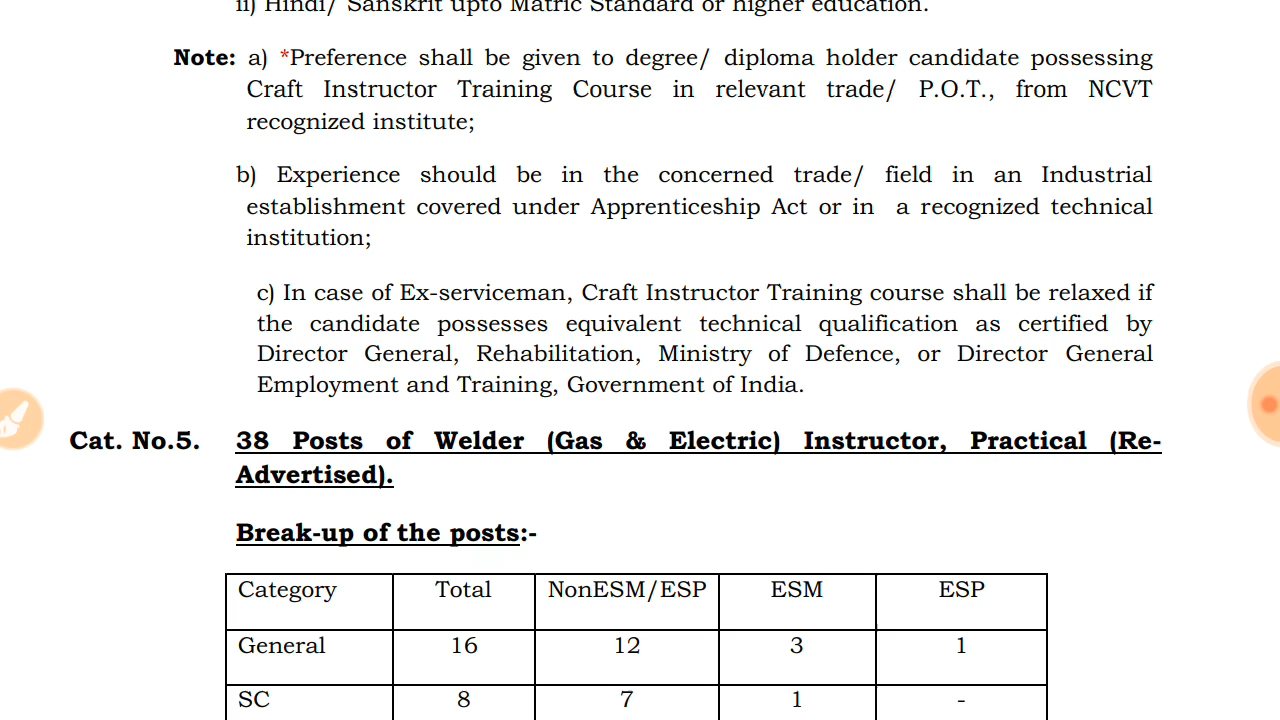 ii) Hindi/ Sanskrit upto Matric Standard or higher education.
Note: a) *Preference shall be given to degree/ diploma holder candidate possessing
Craft Instructor Training Course in relevant trade/ P.O.T., from NCVT
recognized institute;
b) Experience should be in the concerned trade/ field in an Industrial
establishment covered under Apprenticeship Act or in a recognized technical
institution;
c) In case of Ex-serviceman, Craft Instructor Training course shall be relaxed if
the candidate possesses equivalent technical qualification as certified by
Director General, Rehabilitation, Ministry of Defence, or Director General
Employment and Training, Government of India.
Cat. No.5. 38 Posts of Welder (Gas & Electric) Instructor, Practical (Re-
Advertised).
Break-up of the posts:-
Category Total NonESM/ESP ESM ESP
General 16 12 3 1
SC 8 7 1 -